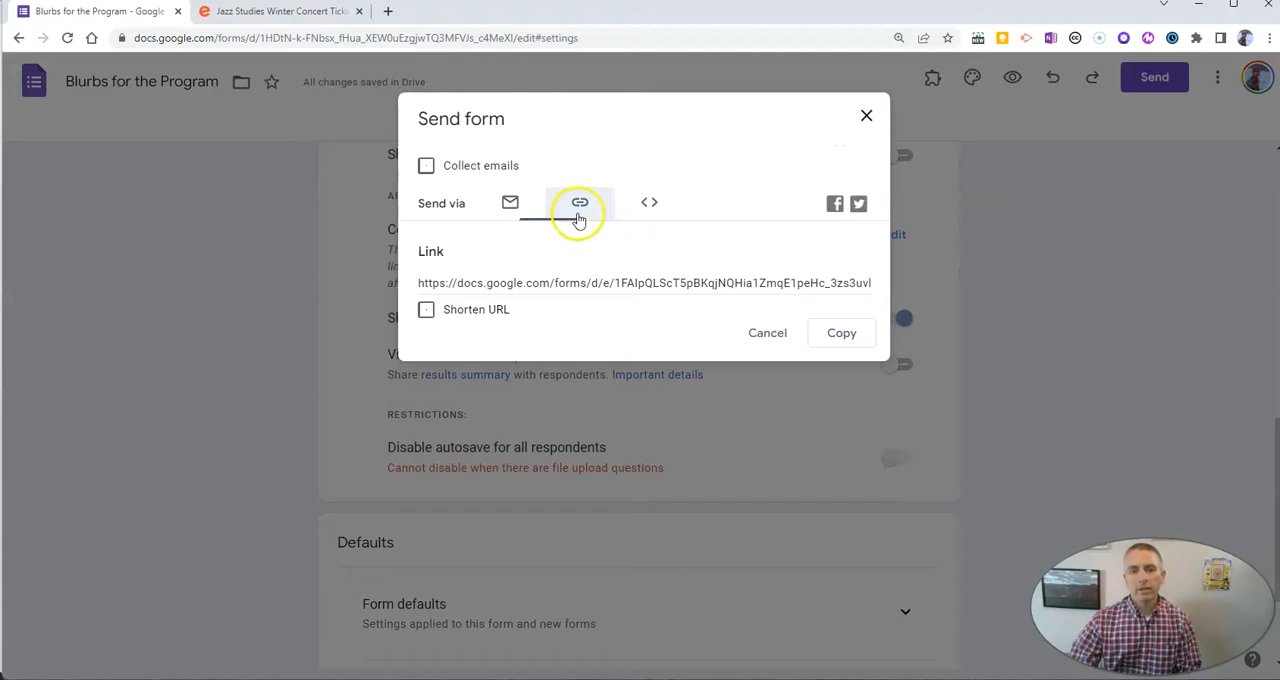 Blurbs for the Program - Google
Jazz Studies Winter Concert Ticke
docs.google.com/forms/d/1HDtN-k-FNbsx_fHua_XEW0uEzgjwTQ3MFVJs_c4MeXI/edit#settings
Blurbs for the Program
All changes saved in Drive
Send
Send form
Collect emails
Send via
Link
https://docs.google.com/forms/d/e/1FAIpQLScT5pBKqjNQHia1ZmqE1peHc_3zs3uvl
Shorten URL
Cancel
Copy
Share results summary with respondents. Important details
RESTRICTIONS:
Disable autosave for all respondents
Cannot disable when there are file upload questions
Defaults
Form defaults
Settings applied to this form and new forms